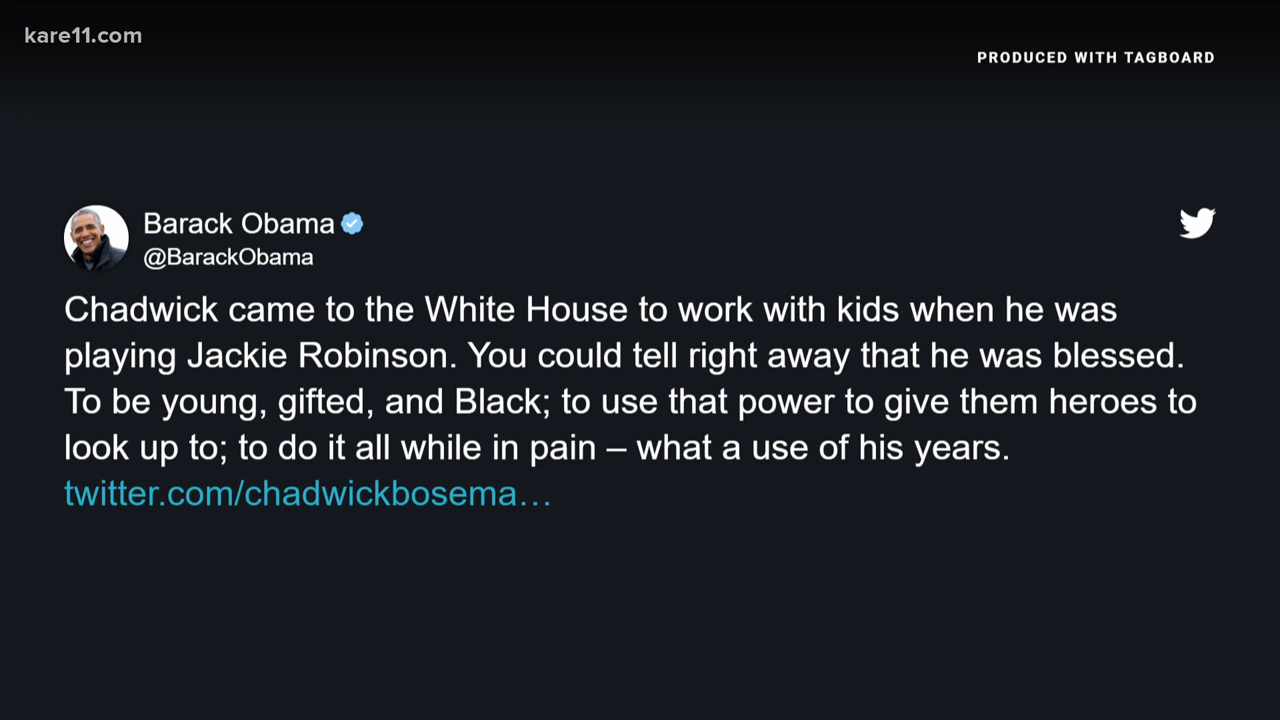 kare11.com
PRODUCED WITH TAGBOARD
Barack Obama
@BarackObama
Chadwick came to the White House to work with kids when he was
playing Jackie Robinson. You could tell right away that he was blessed.
To be young, gifted, and Black; to use that power to give them heroes to
look up to; to do it all while in pain – what a use of his years.
twitter.com/chadwickbosema…